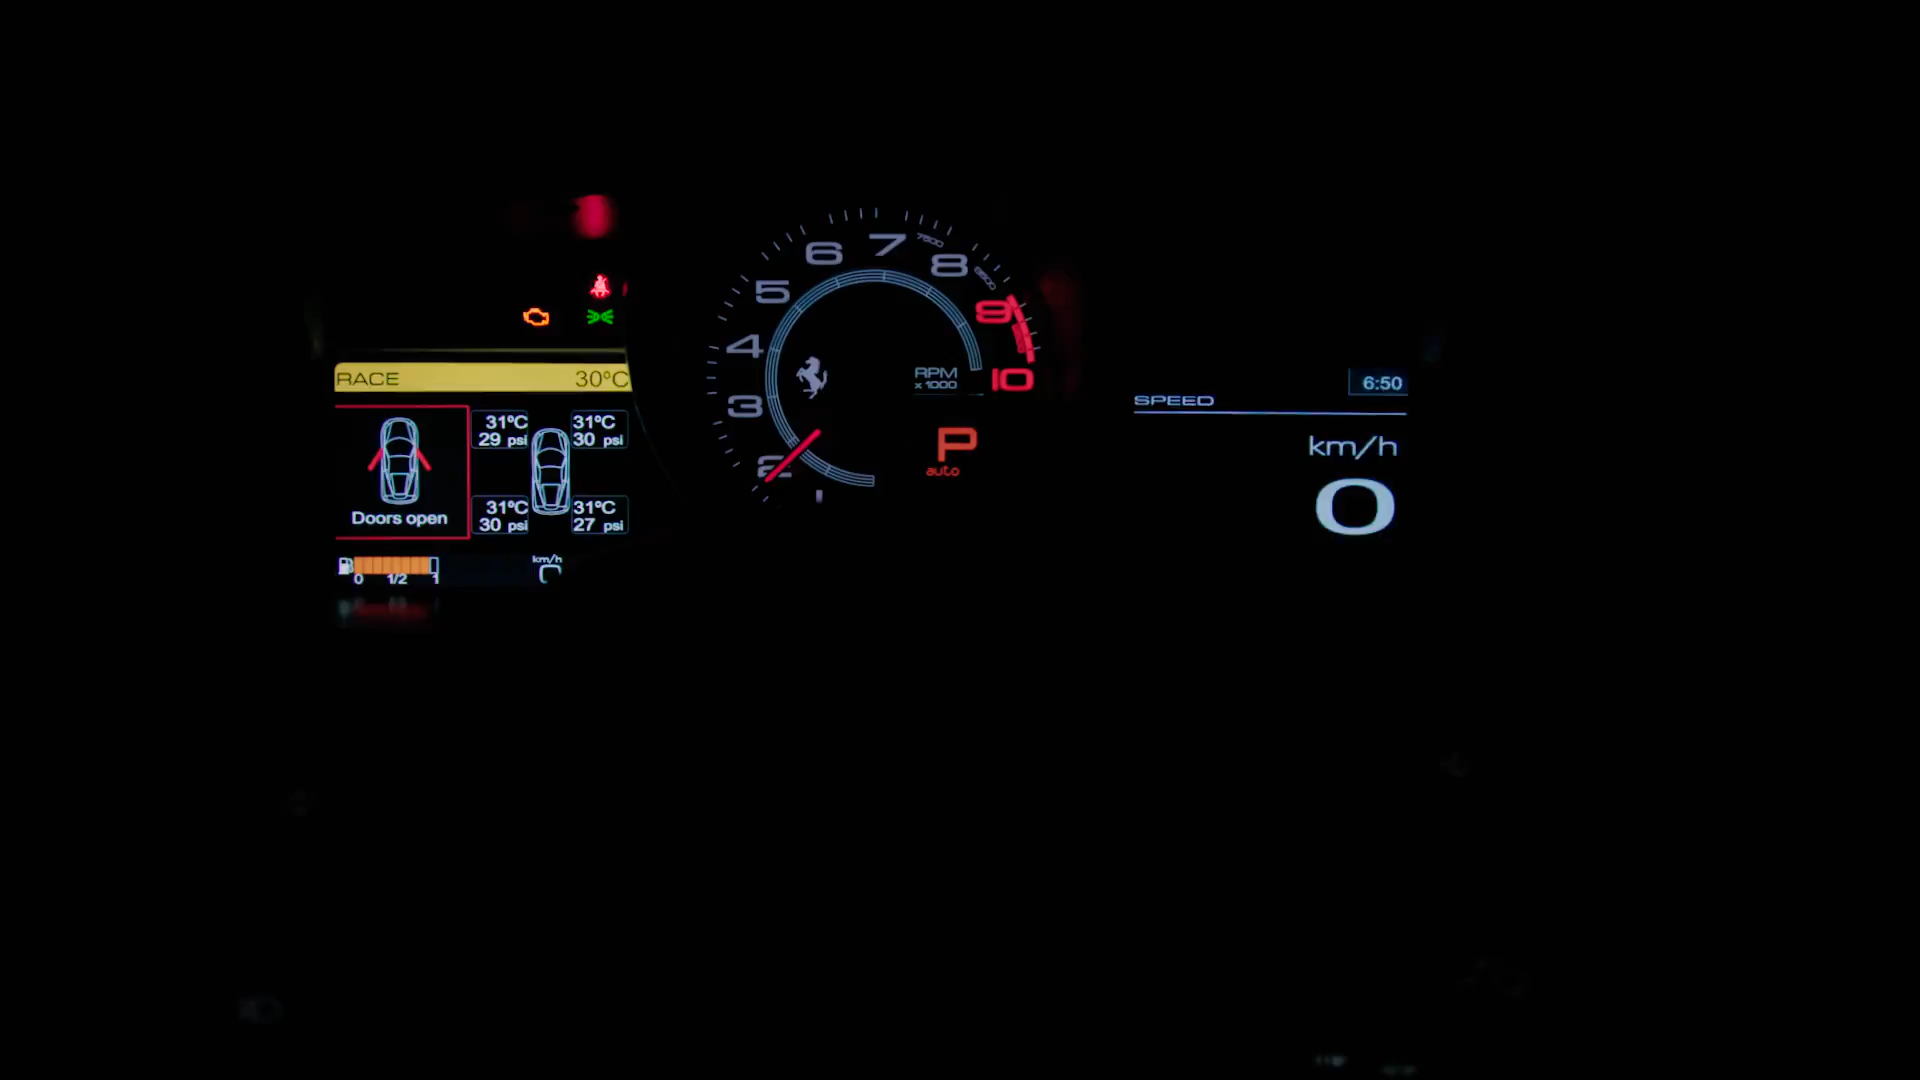 RACE 30°C
Doors open
31°C
29 psi
31°C
30 psi
31°C
30 psi
31°C
27 psi
0 1/2 1
km/h
2
3
4
5
6
7
7500
8
8500
9
10
RPM
x 1000
P
auto
6:50
SPEED
km/h
0